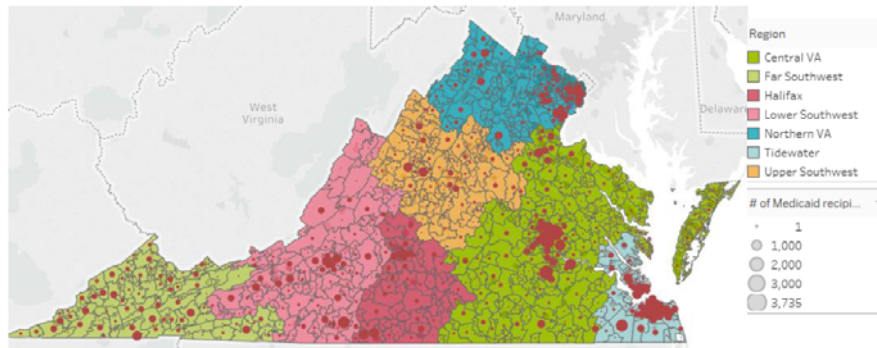 Maryland
West
Virginia
Delaware
Region
Central VA
Far Southwest
Halifax
Lower Southwest
Northern VA
Tidewater
Upper Southwest
# of Medicaid recipi...
1
1,000
2,000
3,000
3,735